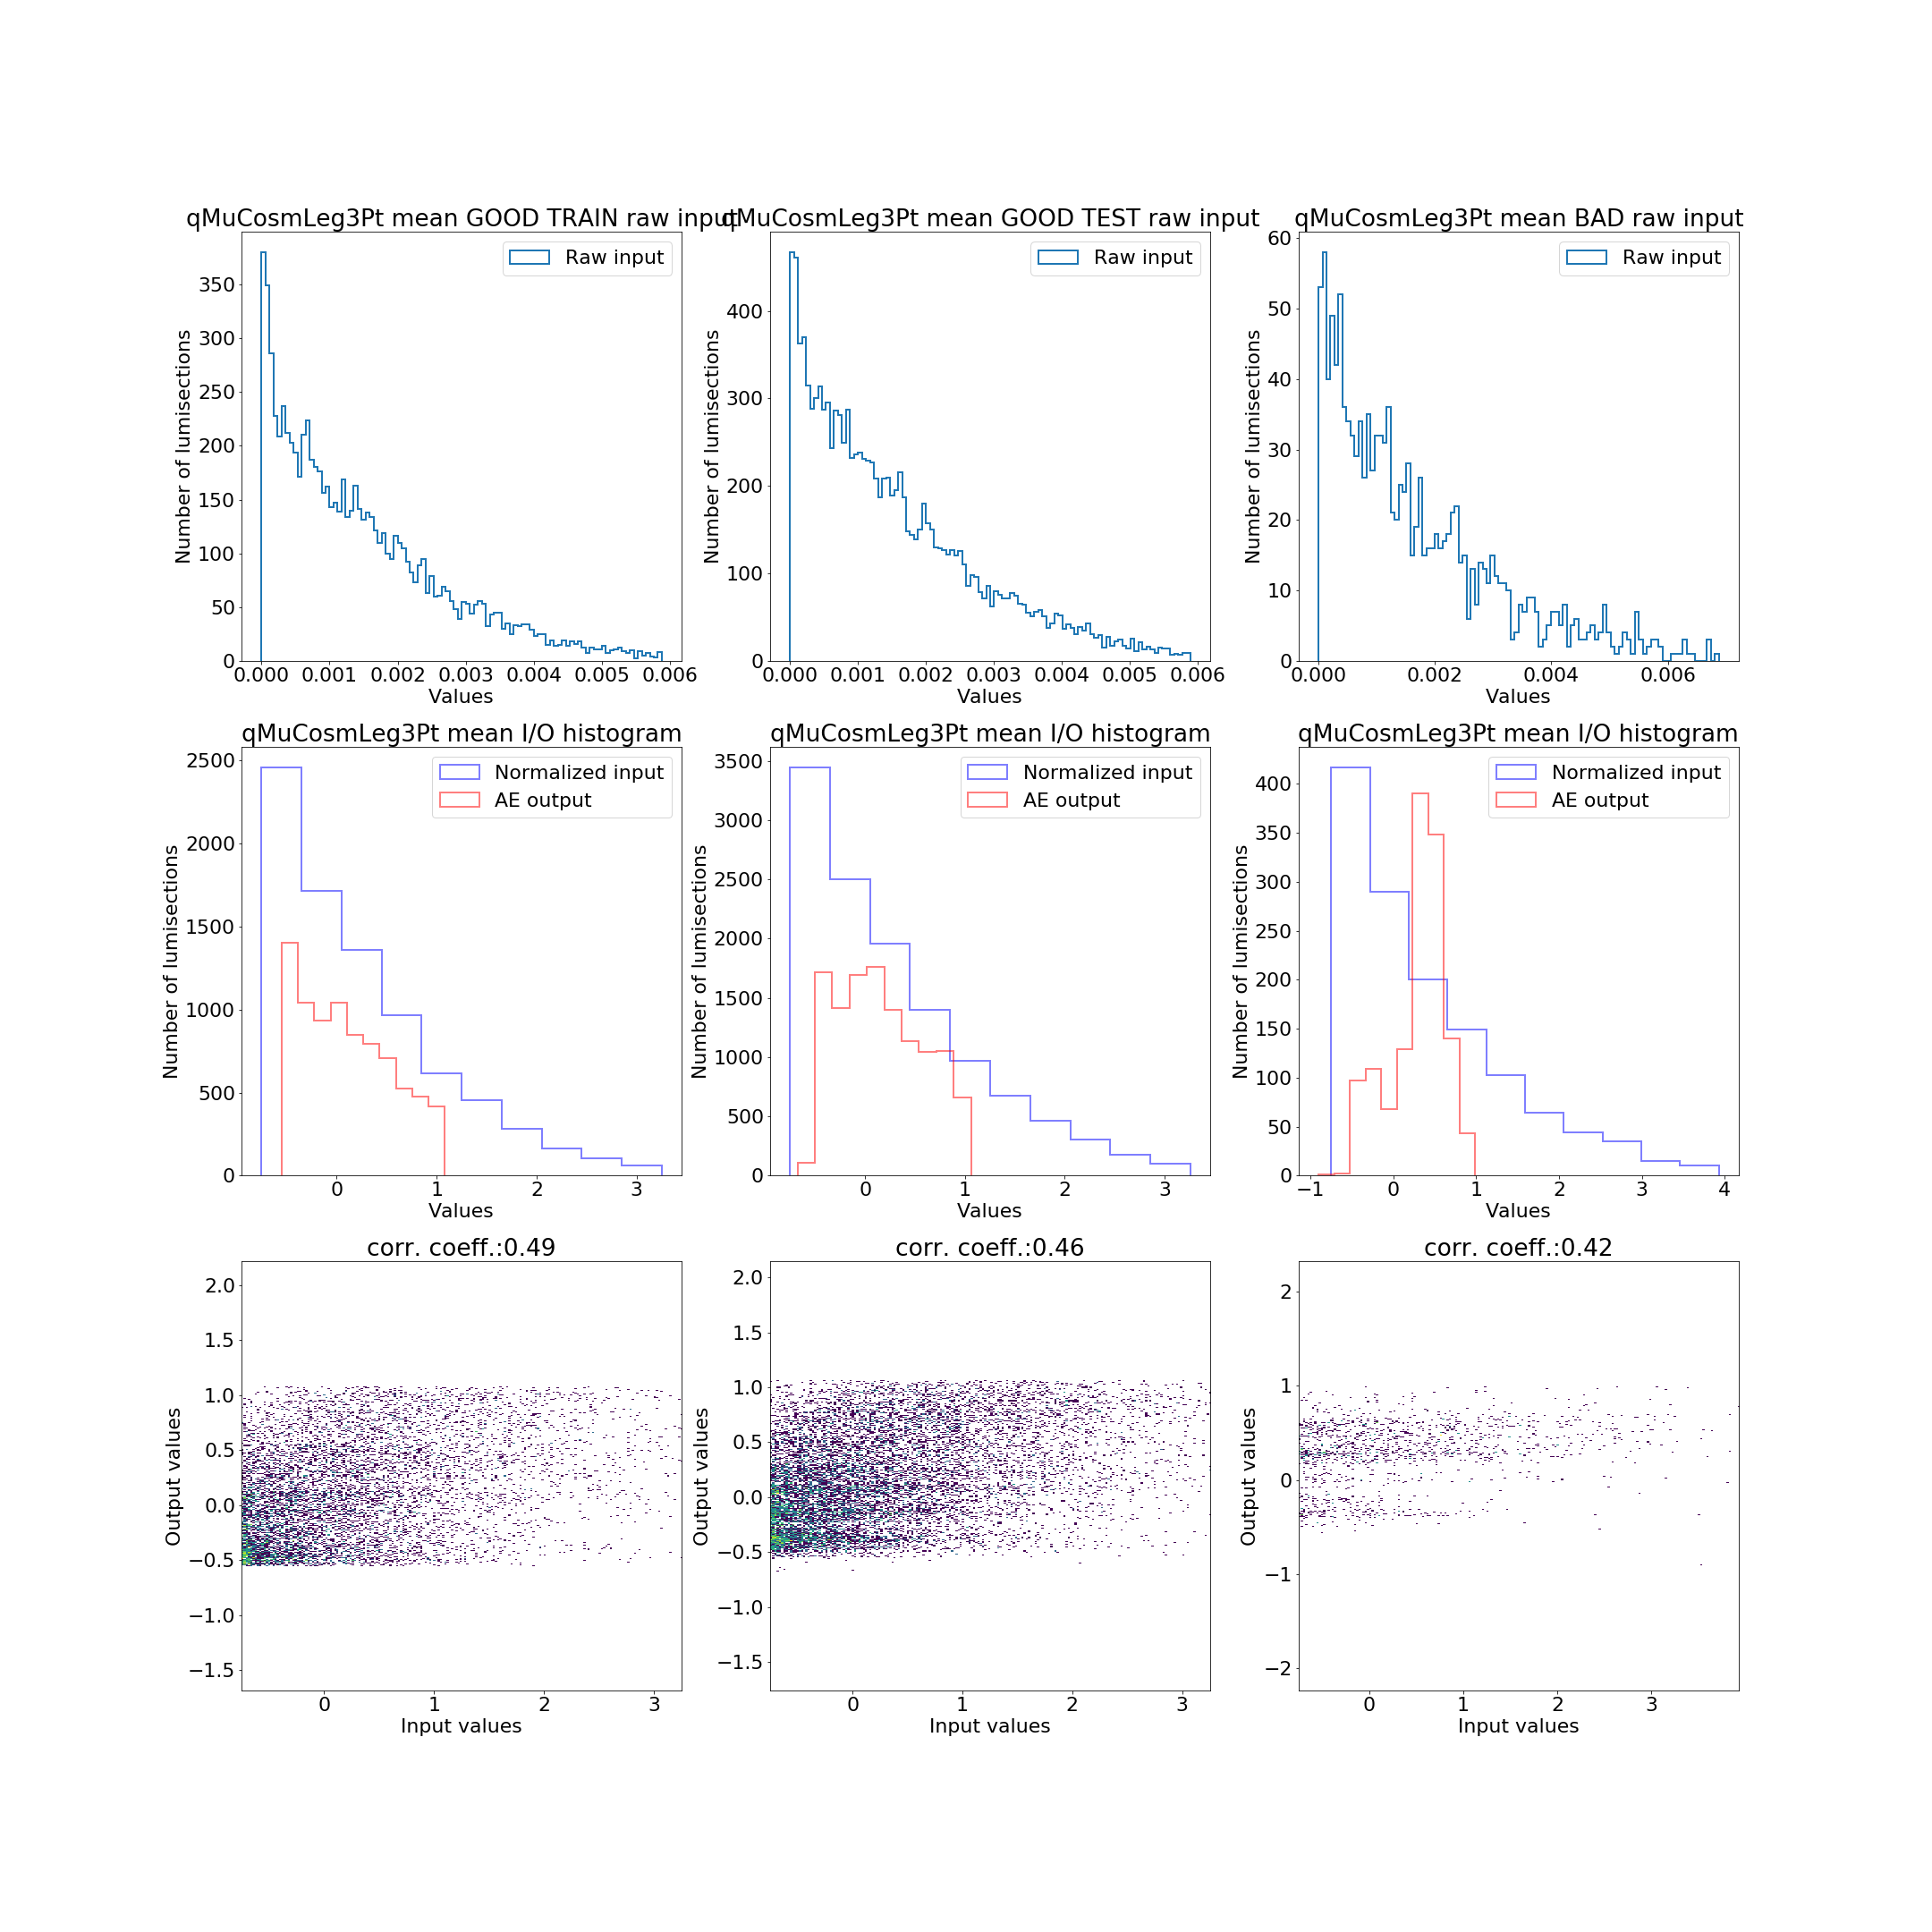 qMuCosmLeg3Pt mean GOOD TRAIN raw input
Raw input
Number of lumisections
350
300
250
200
150
100
50
0
0.000 0.001 0.002 0.003 0.004 0.005 0.006
Values
qMuCosmLeg3Pt mean GOOD TEST raw input
Raw input
Number of lumisections
400
300
200
100
0
0.000 0.001 0.002 0.003 0.004 0.005 0.006
Values
qMuCosmLeg3Pt mean BAD raw input
Raw input
Number of lumisections
60
50
40
30
20
10
0
0.000 0.002 0.004 0.006
Values
qMuCosmLeg3Pt mean I/O histogram
Normalized input
AE output
Number of lumisections
2500
2000
1500
1000
500
0
0 1 2 3
Values
qMuCosmLeg3Pt mean I/O histogram
Normalized input
AE output
Number of lumisections
3500
3000
2500
2000
1500
1000
500
0
0 1 2 3
Values
qMuCosmLeg3Pt mean I/O histogram
Normalized input
AE output
Number of lumisections
400
350
300
250
200
150
100
50
0
−1 0 1 2 3 4
Values
corr. coeff.:0.49
Output values
2.0
1.5
1.0
0.5
0.0
−0.5
−1.0
−1.5
0 1 2 3
Input values
corr. coeff.:0.46
Output values
2.0
1.5
1.0
0.5
0.0
−0.5
−1.0
−1.5
0 1 2 3
Input values
corr. coeff.:0.42
Output values
2
1
0
−1
−2
0 1 2 3
Input values